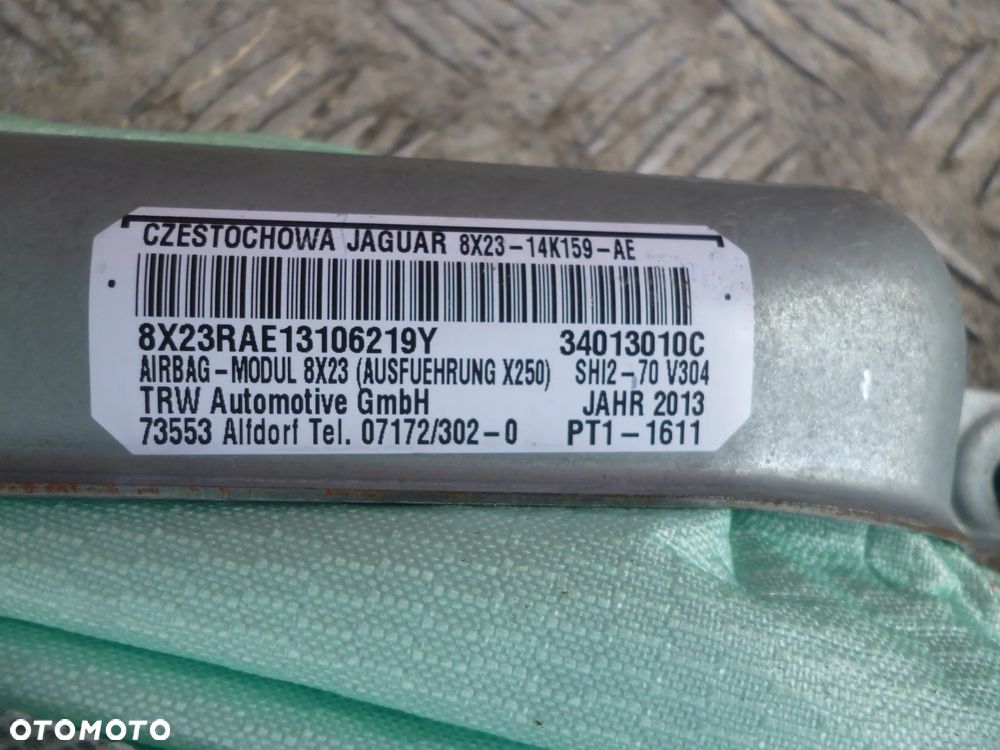 CZESTOCHOWA JAGUAR 8X23-14K159-AE
8X23RAE13106219Y 34013010C
AIRBAG-MODUL 8X23 (AUSFUEHRUNG X250) SHI2-70 V304
TRW Automotive GmbH JAHR 2013
73553 Alfdorf Tel. 07172/302-0 PT1-1611
OTOMOTO